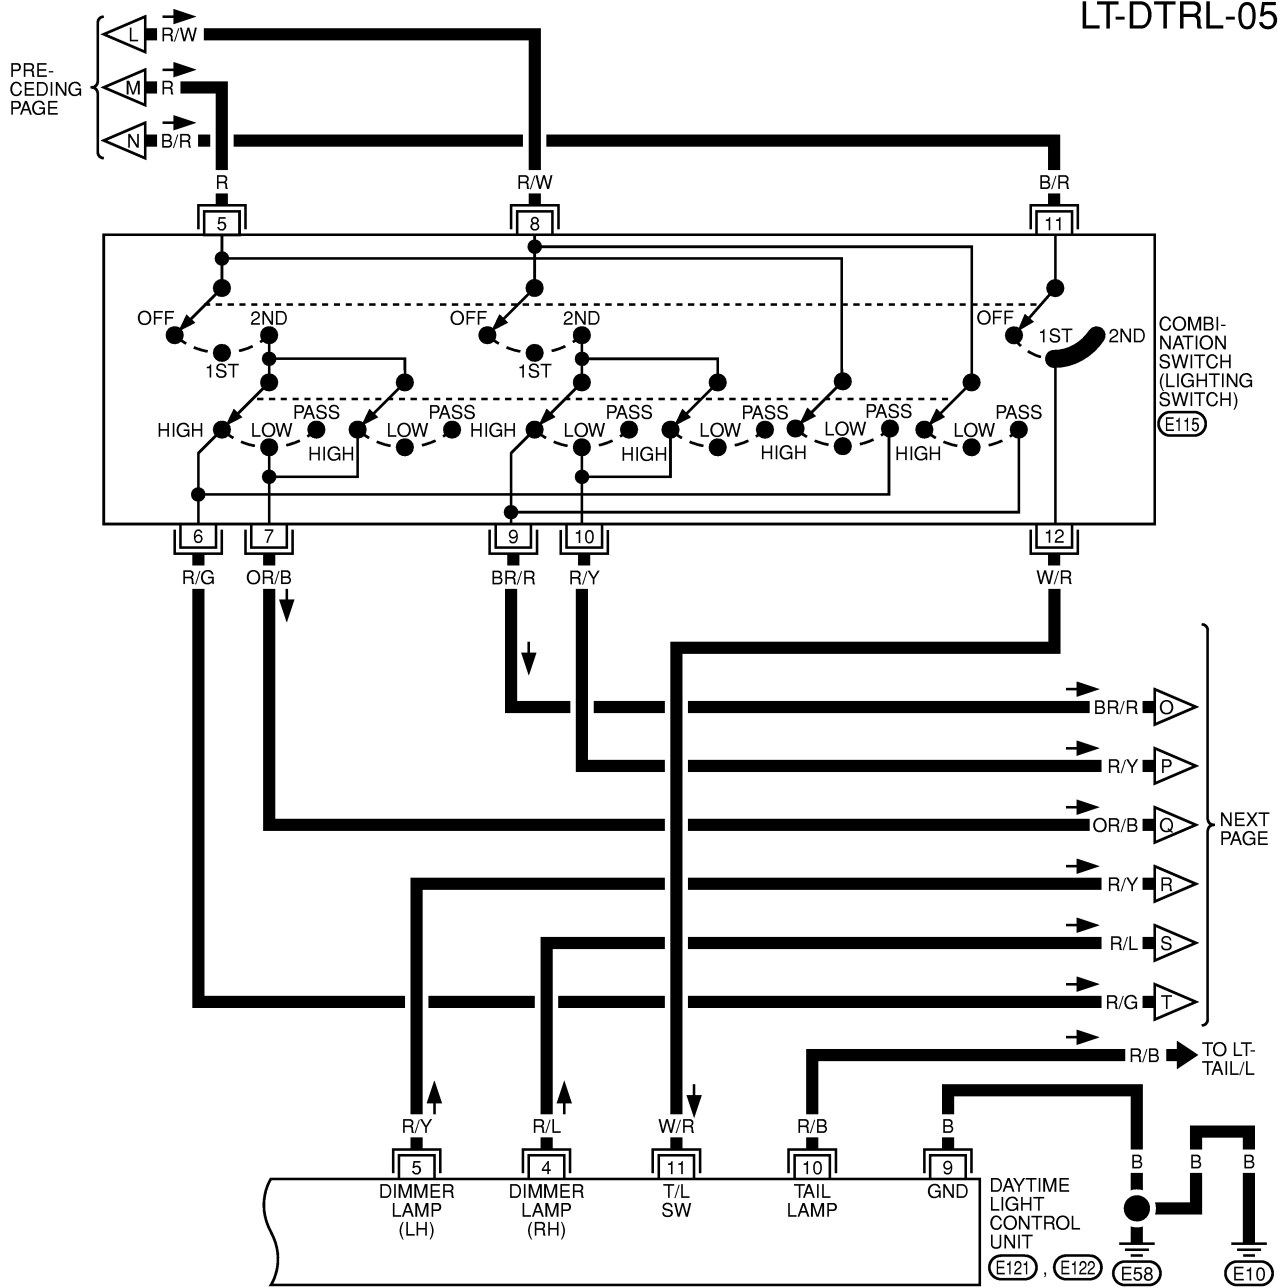 LT-DTRL-05
L R/W
PRE-
CEDING
PAGE
M R
N B/R
R R/W B/R
5 8 11
OFF 2ND OFF 2ND OFF 1ST 2ND
1ST 1ST
COMBI-
NATION
SWITCH
(LIGHTING
SWITCH)
E115
PASS PASS PASS PASS PASS PASS
HIGH LOW LOW HIGH LOW LOW LOW LOW
HIGH HIGH HIGH HIGH
6 7 9 10 12
R/G OR/B BR/R R/Y W/R
BR/R O
R/Y P
OR/B Q
NEXT
PAGE
R/Y R
R/L S
R/G T
R/B TO LT-
TAIL/L
R/Y R/L W/R R/B B
B B B
5 4 11 10 9
DIMMER
LAMP
(LH)
DIMMER
LAMP
(RH)
T/L
SW
TAIL
LAMP
GND
DAYTIME
LIGHT
CONTROL
UNIT
E121 , E122
E58 E10